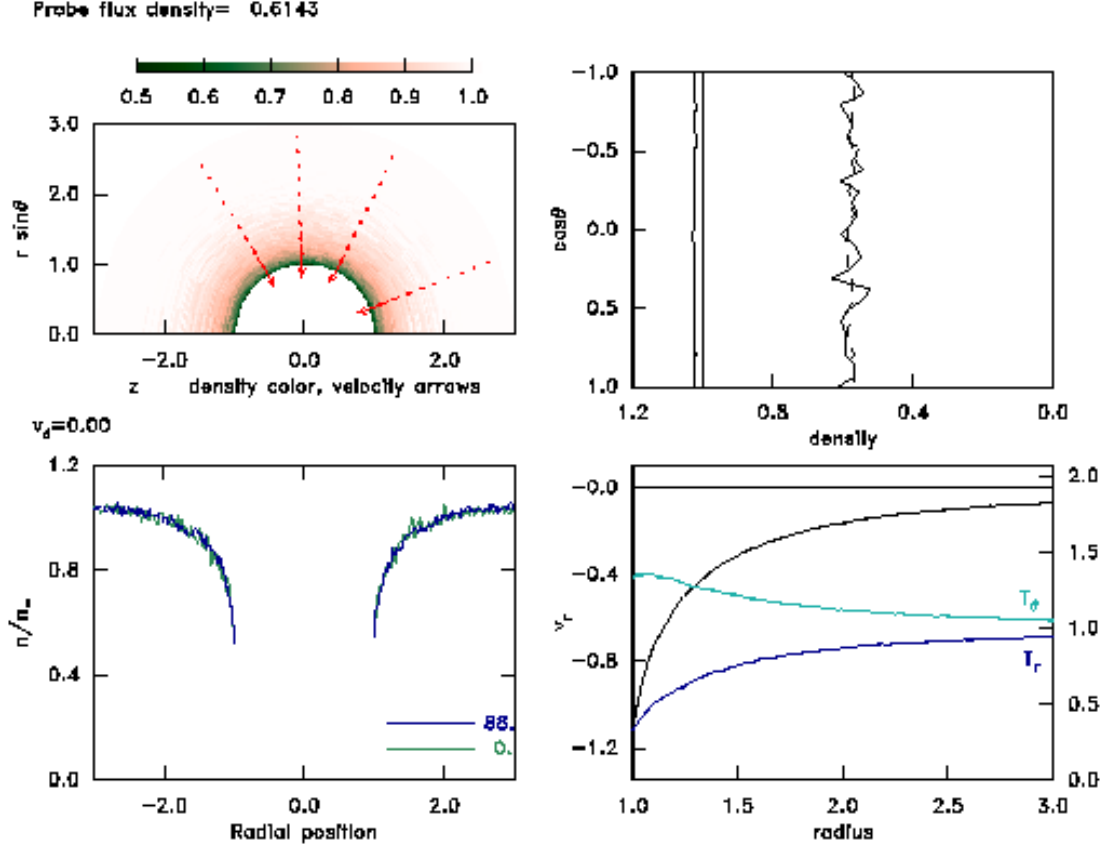 Probe flux density= 0.6143
0.5 0.6 0.7 0.8 0.9 1.0
3.0
2.0
1.0
0.0
r sinθ
−2.0 0.0 2.0
z density color, velocity arrows
−1.0
−0.5
0.0
0.5
1.0
cosθ
1.2 0.8 0.4 0.0
density
v_d=0.00
1.2
0.8
0.4
0.0
n/n∞
88.
0.
−2.0 0.0 2.0
Radial position
−0.0
−0.4
−0.8
−1.2
v_r
T_φ
T_r
2.0
1.5
1.0
0.5
0.0
1.0 1.5 2.0 2.5 3.0
radius